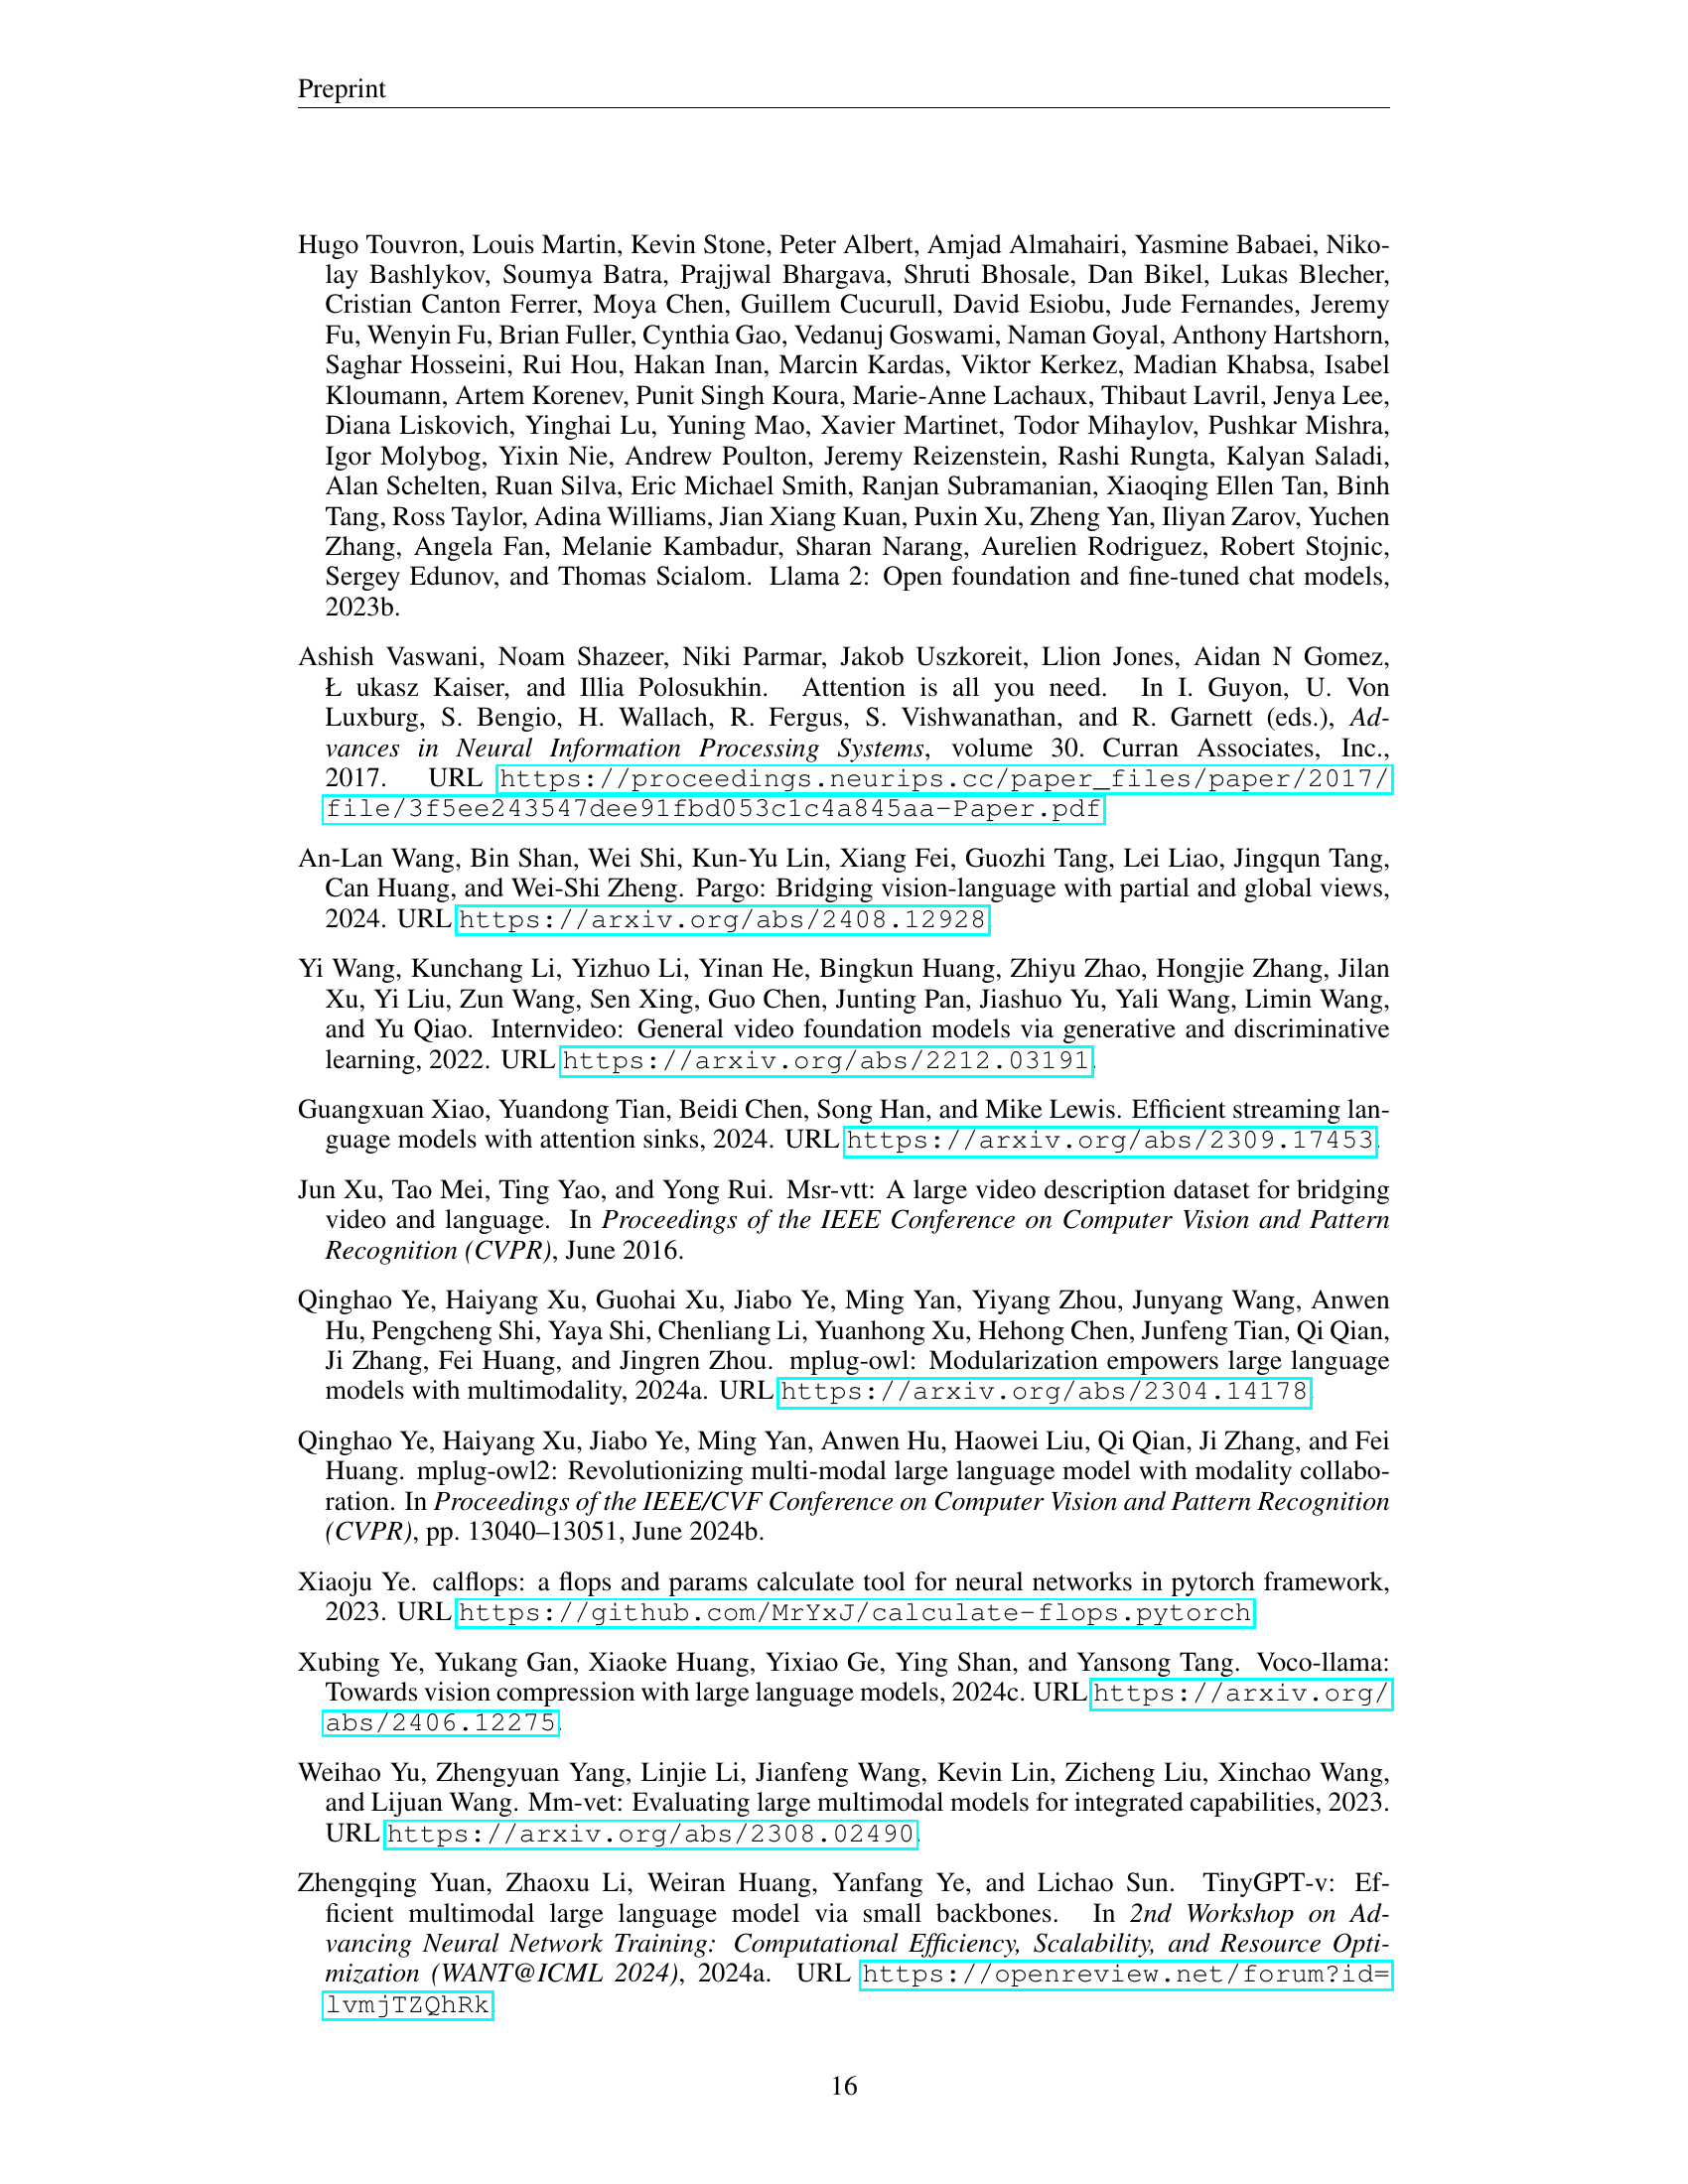 Preprint
Hugo Touvron, Louis Martin, Kevin Stone, Peter Albert, Amjad Almahairi, Yasmine Babaei, Niko-
lay Bashlykov, Soumya Batra, Prajjwal Bhargava, Shruti Bhosale, Dan Bikel, Lukas Blecher,
Cristian Canton Ferrer, Moya Chen, Guillem Cucurull, David Esiobu, Jude Fernandes, Jeremy
Fu, Wenyin Fu, Brian Fuller, Cynthia Gao, Vedanuj Goswami, Naman Goyal, Anthony Hartshorn,
Saghar Hosseini, Rui Hou, Hakan Inan, Marcin Kardas, Viktor Kerkez, Madian Khabsa, Isabel
Kloumann, Artem Korenev, Punit Singh Koura, Marie-Anne Lachaux, Thibaut Lavril, Jenya Lee,
Diana Liskovich, Yinghai Lu, Yuning Mao, Xavier Martinet, Todor Mihaylov, Pushkar Mishra,
Igor Molybog, Yixin Nie, Andrew Poulton, Jeremy Reizenstein, Rashi Rungta, Kalyan Saladi,
Alan Schelten, Ruan Silva, Eric Michael Smith, Ranjan Subramanian, Xiaoqing Ellen Tan, Binh
Tang, Ross Taylor, Adina Williams, Jian Xiang Kuan, Puxin Xu, Zheng Yan, Iliyan Zarov, Yuchen
Zhang, Angela Fan, Melanie Kambadur, Sharan Narang, Aurelien Rodriguez, Robert Stojnic,
Sergey Edunov, and Thomas Scialom. Llama 2: Open foundation and fine-tuned chat models,
2023b.
Ashish Vaswani, Noam Shazeer, Niki Parmar, Jakob Uszkoreit, Llion Jones, Aidan N Gomez,
Ł ukasz Kaiser, and Illia Polosukhin. Attention is all you need. In I. Guyon, U. Von
Luxburg, S. Bengio, H. Wallach, R. Fergus, S. Vishwanathan, and R. Garnett (eds.), Ad-
vances in Neural Information Processing Systems, volume 30. Curran Associates, Inc.,
2017. URL https://proceedings.neurips.cc/paper_files/paper/2017/
file/3f5ee243547dee91fbd053c1c4a845aa-Paper.pdf.
An-Lan Wang, Bin Shan, Wei Shi, Kun-Yu Lin, Xiang Fei, Guozhi Tang, Lei Liao, Jingqun Tang,
Can Huang, and Wei-Shi Zheng. Pargo: Bridging vision-language with partial and global views,
2024. URL https://arxiv.org/abs/2408.12928.
Yi Wang, Kunchang Li, Yizhuo Li, Yinan He, Bingkun Huang, Zhiyu Zhao, Hongjie Zhang, Jilan
Xu, Yi Liu, Zun Wang, Sen Xing, Guo Chen, Junting Pan, Jiashuo Yu, Yali Wang, Limin Wang,
and Yu Qiao. Internvideo: General video foundation models via generative and discriminative
learning, 2022. URL https://arxiv.org/abs/2212.03191.
Guangxuan Xiao, Yuandong Tian, Beidi Chen, Song Han, and Mike Lewis. Efficient streaming lan-
guage models with attention sinks, 2024. URL https://arxiv.org/abs/2309.17453.
Jun Xu, Tao Mei, Ting Yao, and Yong Rui. Msr-vtt: A large video description dataset for bridging
video and language. In Proceedings of the IEEE Conference on Computer Vision and Pattern
Recognition (CVPR), June 2016.
Qinghao Ye, Haiyang Xu, Guohai Xu, Jiabo Ye, Ming Yan, Yiyang Zhou, Junyang Wang, Anwen
Hu, Pengcheng Shi, Yaya Shi, Chenliang Li, Yuanhong Xu, Hehong Chen, Junfeng Tian, Qi Qian,
Ji Zhang, Fei Huang, and Jingren Zhou. mplug-owl: Modularization empowers large language
models with multimodality, 2024a. URL https://arxiv.org/abs/2304.14178.
Qinghao Ye, Haiyang Xu, Jiabo Ye, Ming Yan, Anwen Hu, Haowei Liu, Qi Qian, Ji Zhang, and Fei
Huang. mplug-owl2: Revolutionizing multi-modal large language model with modality collabo-
ration. In Proceedings of the IEEE/CVF Conference on Computer Vision and Pattern Recognition
(CVPR), pp. 13040–13051, June 2024b.
Xiaoju Ye. calflops: a flops and params calculate tool for neural networks in pytorch framework,
2023. URL https://github.com/MrYxJ/calculate-flops.pytorch.
Xubing Ye, Yukang Gan, Xiaoke Huang, Yixiao Ge, Ying Shan, and Yansong Tang. Voco-llama:
Towards vision compression with large language models, 2024c. URL https://arxiv.org/
abs/2406.12275.
Weihao Yu, Zhengyuan Yang, Linjie Li, Jianfeng Wang, Kevin Lin, Zicheng Liu, Xinchao Wang,
and Lijuan Wang. Mm-vet: Evaluating large multimodal models for integrated capabilities, 2023.
URL https://arxiv.org/abs/2308.02490.
Zhengqing Yuan, Zhaoxu Li, Weiran Huang, Yanfang Ye, and Lichao Sun. TinyGPT-v: Ef-
ficient multimodal large language model via small backbones. In 2nd Workshop on Ad-
vancing Neural Network Training: Computational Efficiency, Scalability, and Resource Opti-
mization (WANT@ICML 2024), 2024a. URL https://openreview.net/forum?id=
lvmjTZQhRk.
16